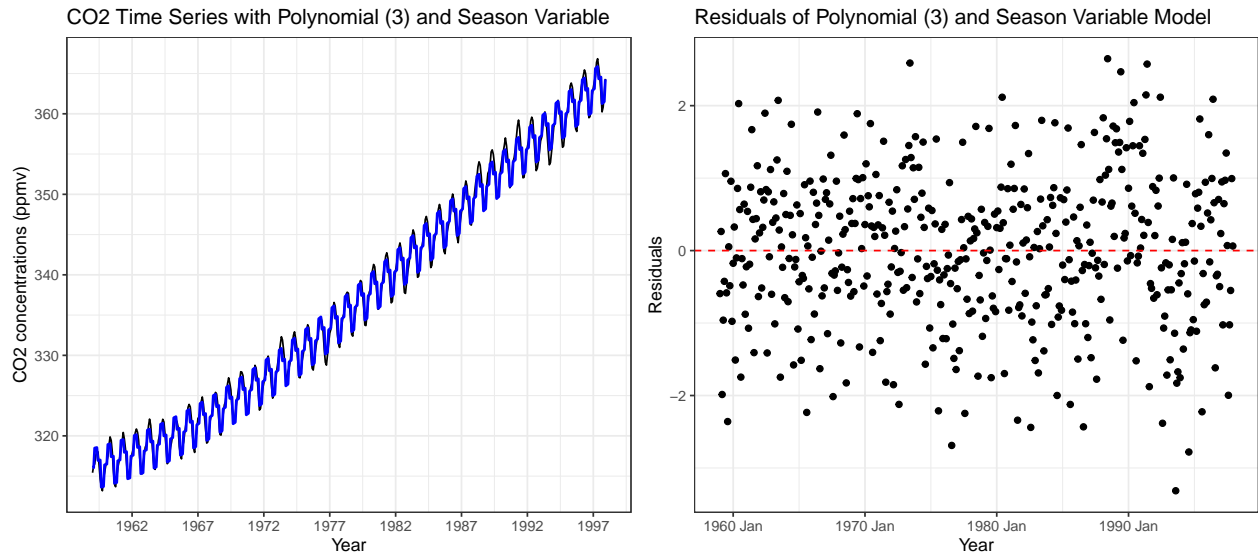 CO2 Time Series with Polynomial (3) and Season Variable
CO2 concentrations (ppmv)
360
350
340
330
320
1962 1967 1972 1977 1982 1987 1992 1997
Year
Residuals of Polynomial (3) and Season Variable Model
Residuals
2
0
−2
1960 Jan 1970 Jan 1980 Jan 1990 Jan
Year